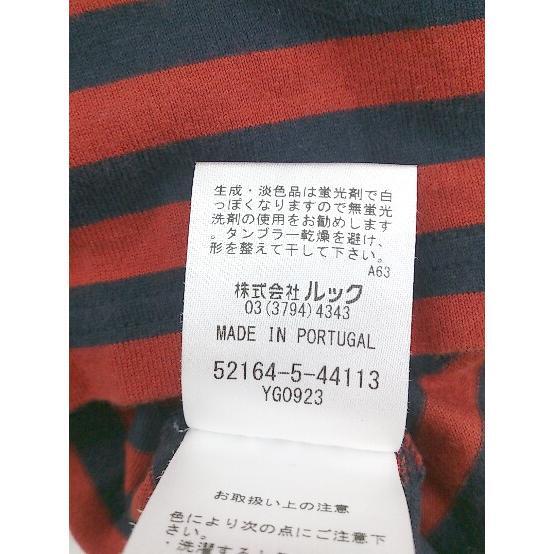 生成・淡色品は蛍光剤で白
っぽくなりますので無蛍光
洗剤の使用をお勧めします
。タンブラー乾燥を避け、
形を整えて干して下さい。
A63
株式会社ルック
03(3794)4343
MADE IN PORTUGAL
52164-5-44113
YG0923
お取扱い上の注意
色により次の点にご注意下さい
・洗濯する